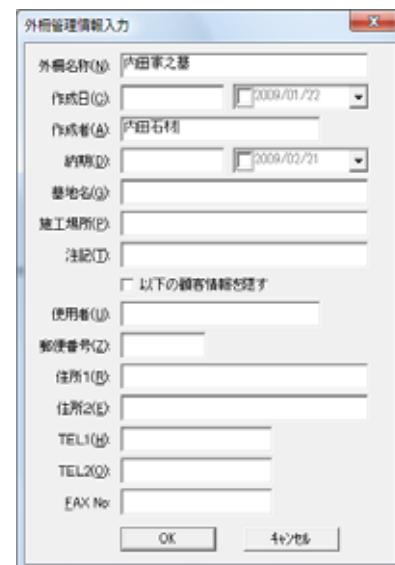 外柵管理情報入力
外柵名称(N): 内田家之墓
作成日(C): 2009/01/22
作成者(A): 内田石材
納期(D): 2009/02/21
墓地名(G):
施工場所(P):
注記(T):
以下の顧客情報を隠す
使用者(U):
郵便番号(Z):
住所1(R):
住所2(E):
TEL1(H):
TEL2(O):
FAX No:
OK キャンセル